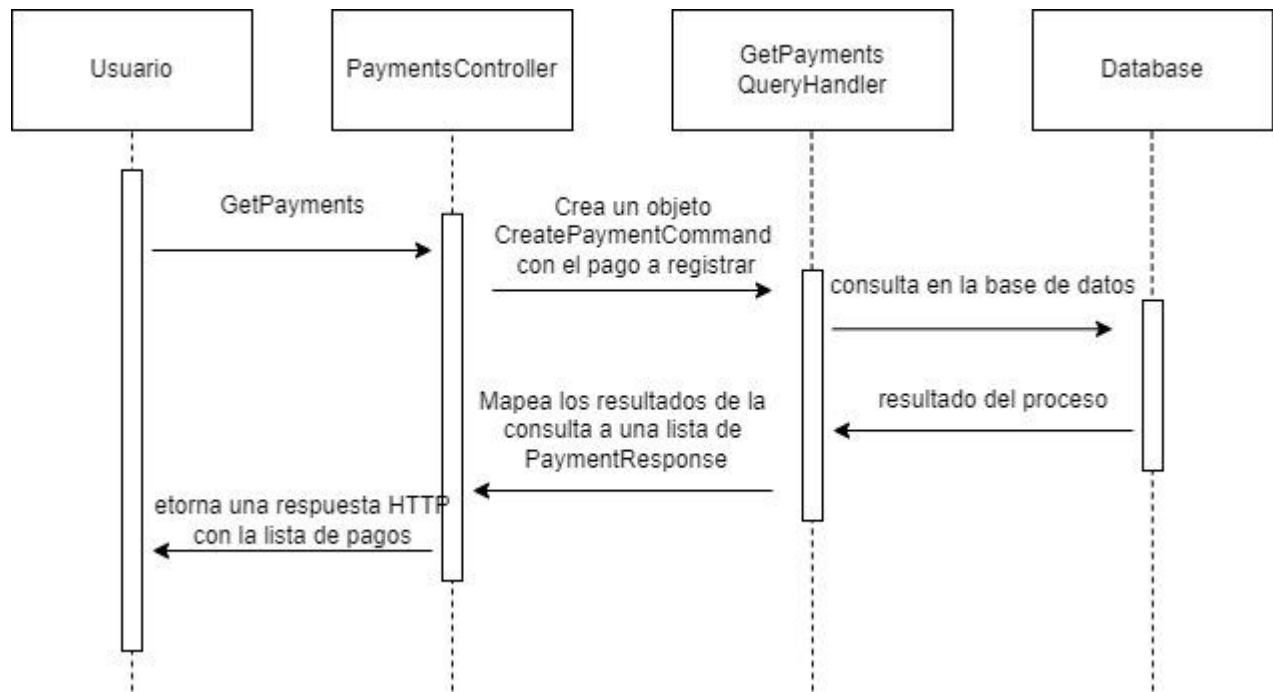 Usuario
PaymentsController
GetPayments
QueryHandler
Database
GetPayments
Crea un objeto
CreatePaymentCommand
con el pago a registrar
consulta en la base de datos
resultado del proceso
Mapea los resultados de la
consulta a una lista de
PaymentResponse
etorna una respuesta HTTP
con la lista de pagos